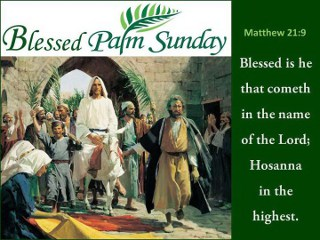 Blessed Palm Sunday
Matthew 21:9
Blessed is he
that cometh
in the name
of the Lord;
Hosanna
in the
highest.